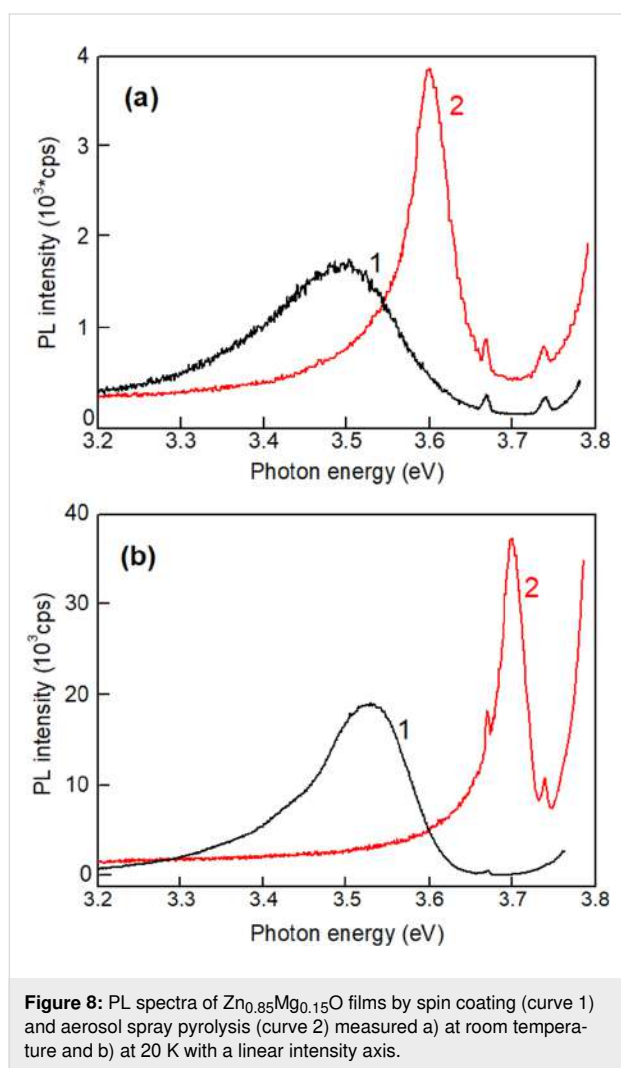 4
(a)
2
3
PL intensity (10³*cps)
2
1
1
0
3.2 3.3 3.4 3.5 3.6 3.7 3.8
Photon energy (eV)
40
(b)
30
2
PL intensity (10³cps)
20
1
10
0
3.2 3.3 3.4 3.5 3.6 3.7 3.8
Photon energy (eV)
Figure 8: PL spectra of Zn₀.₈₅Mg₀.₁₅O films by spin coating (curve 1)
and aerosol spray pyrolysis (curve 2) measured a) at room tempera-
ture and b) at 20 K with a linear intensity axis.